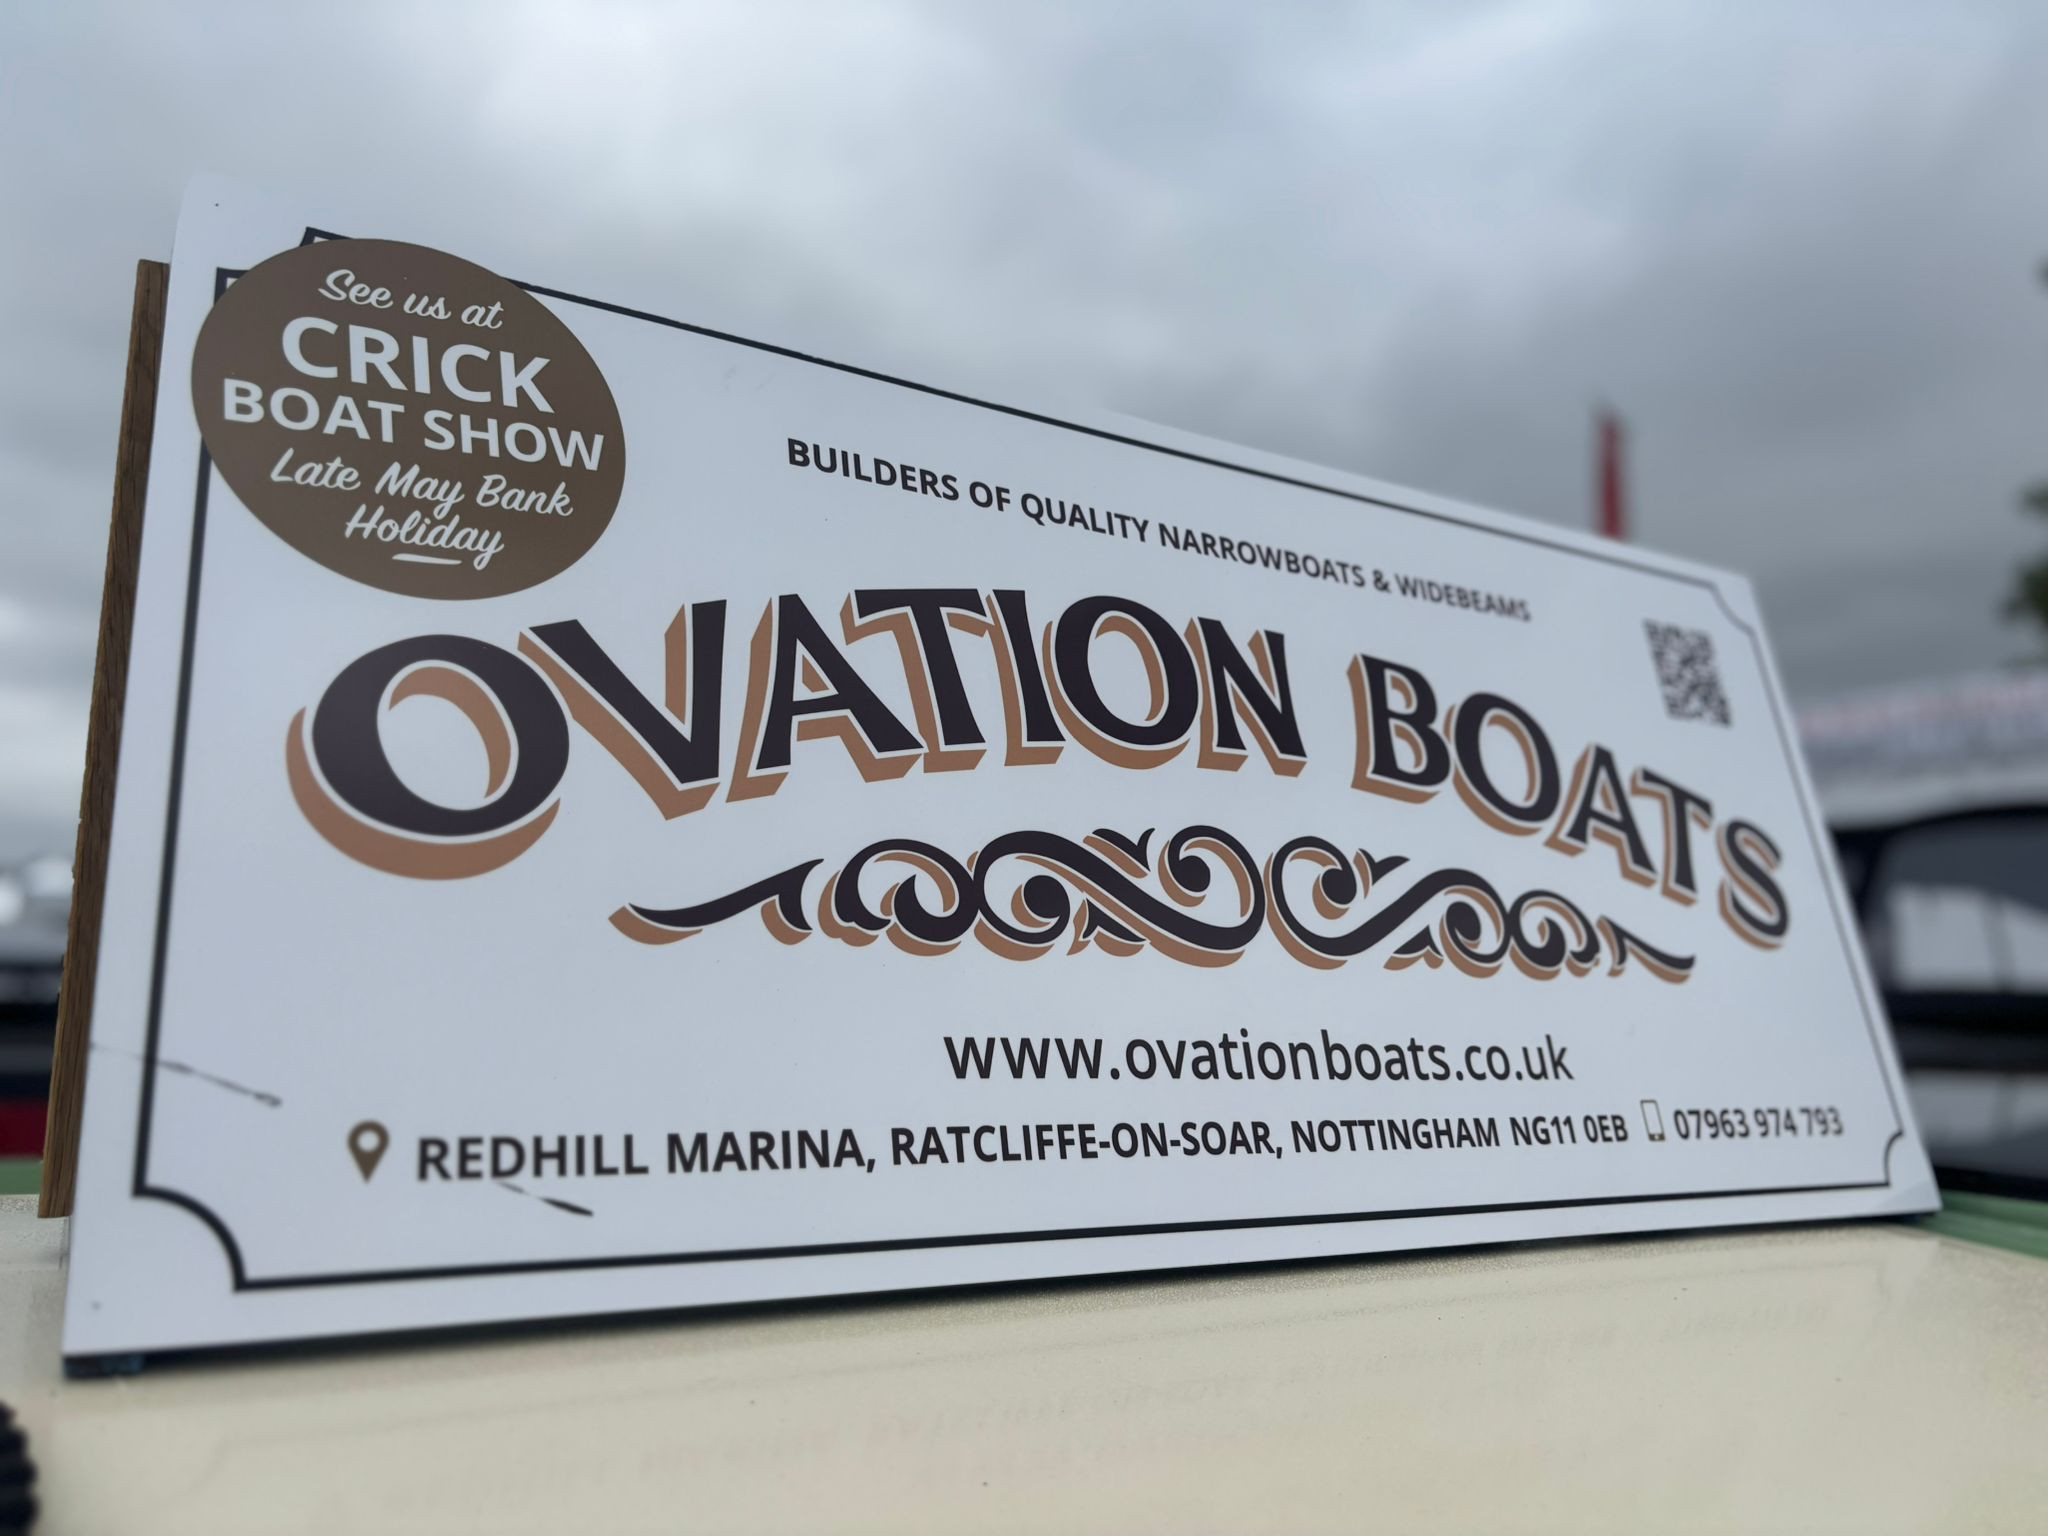 See us at
CRICK
BOAT SHOW
Late May Bank
Holiday
BUILDERS OF QUALITY NARROWBOATS & WIDEBEAMS
OVATION BOATS
www.ovationboats.co.uk
REDHILL MARINA, RATCLIFFE-ON-SOAR, NOTTINGHAM NG11 0EB 07963 974 793